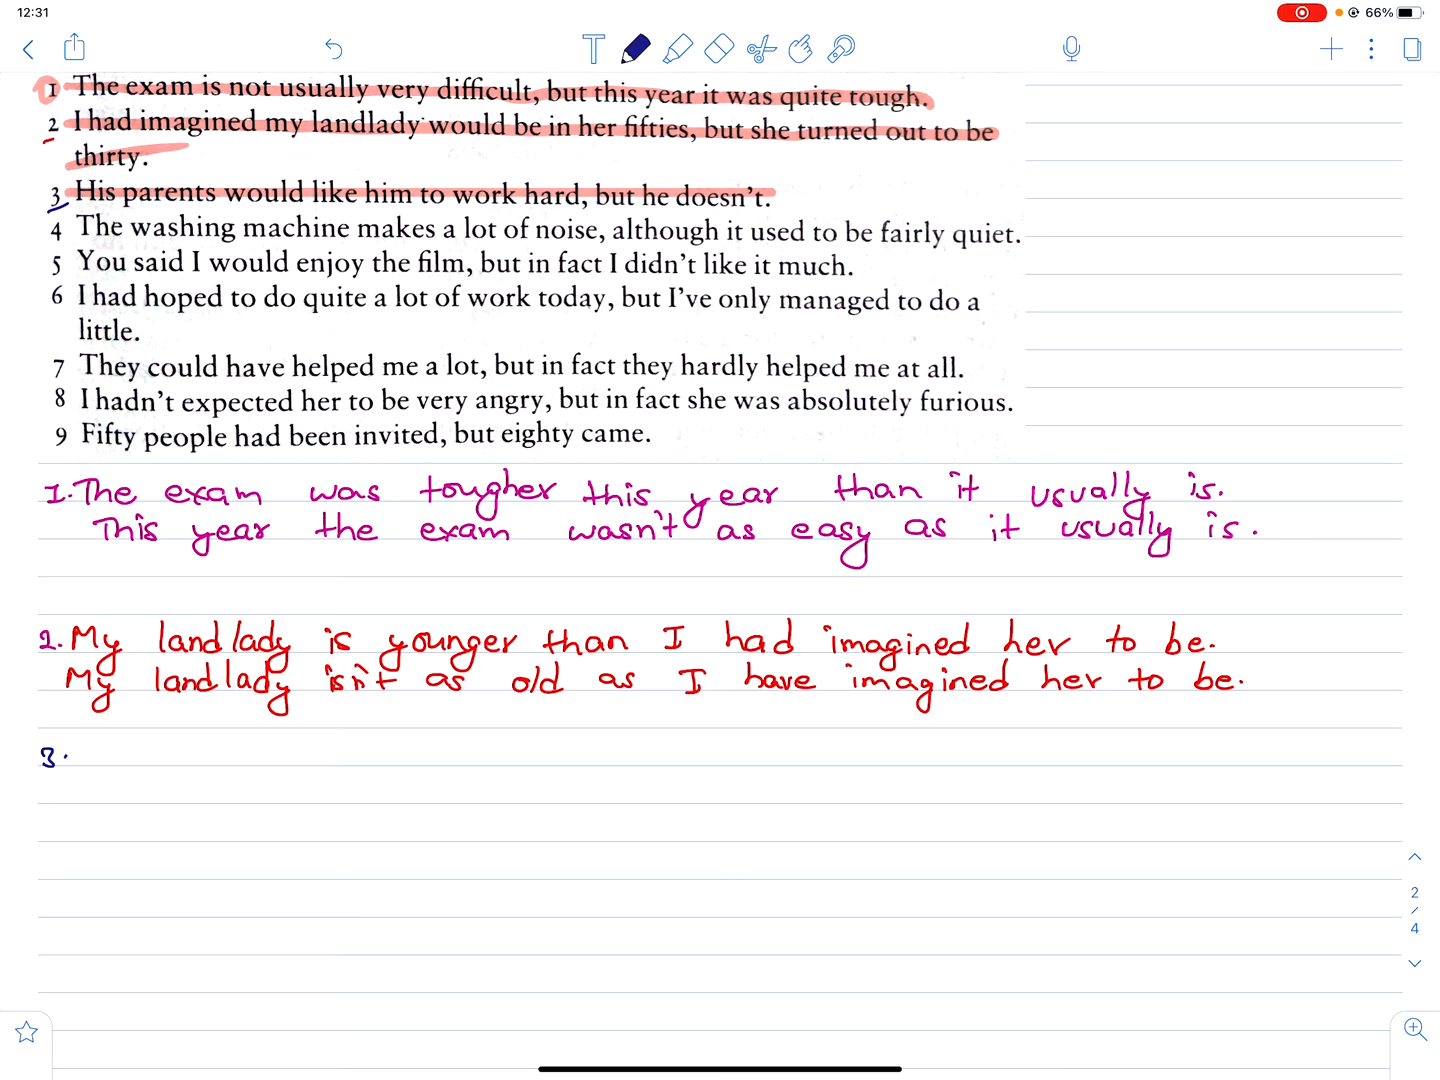 12:31
66%
1 The exam is not usually very difficult, but this year it was quite tough.
2 I had imagined my landlady would be in her fifties, but she turned out to be
thirty.
3 His parents would like him to work hard, but he doesn't.
4 The washing machine makes a lot of noise, although it used to be fairly quiet.
5 You said I would enjoy the film, but in fact I didn't like it much.
6 I had hoped to do quite a lot of work today, but I've only managed to do a
little.
7 They could have helped me a lot, but in fact they hardly helped me at all.
8 I hadn't expected her to be very angry, but in fact she was absolutely furious.
9 Fifty people had been invited, but eighty came.
1. The exam was tougher this year than it usually is.
This year the exam wasn't as easy as it usually is.
2. My landlady is younger than I had imagined her to be.
My landlady isn't as old as I have imagined her to be.
3.
2
/
4